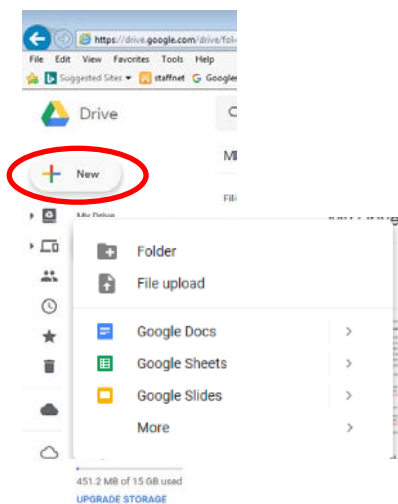 https://drive.google.com/drive/fol
File Edit View Favorites Tools Help
Suggested Sites staffnet G Google
Drive
New
My Drive
Folder
File upload
Google Docs
Google Sheets
Google Slides
More
451.2 MB of 15 GB used
UPGRADE STORAGE